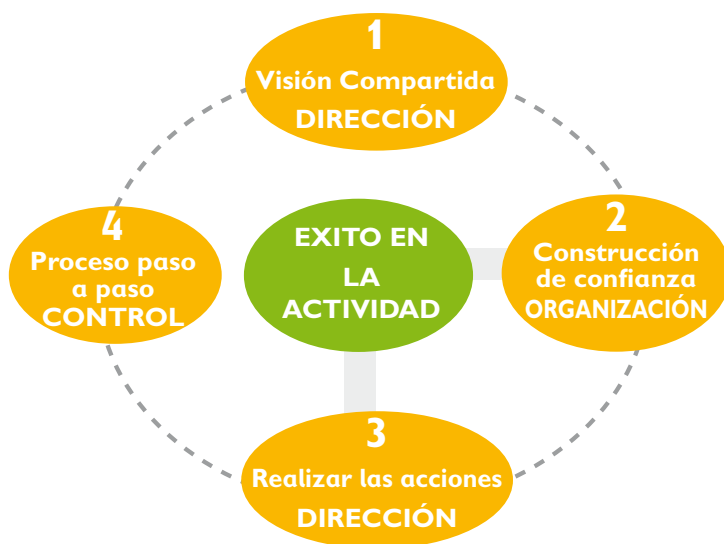 1
Visión Compartida
DIRECCIÓN
2
Construcción
de confianza
ORGANIZACIÓN
3
Realizar las acciones
DIRECCIÓN
4
Proceso paso
a paso
CONTROL
EXITO EN
LA
ACTIVIDAD